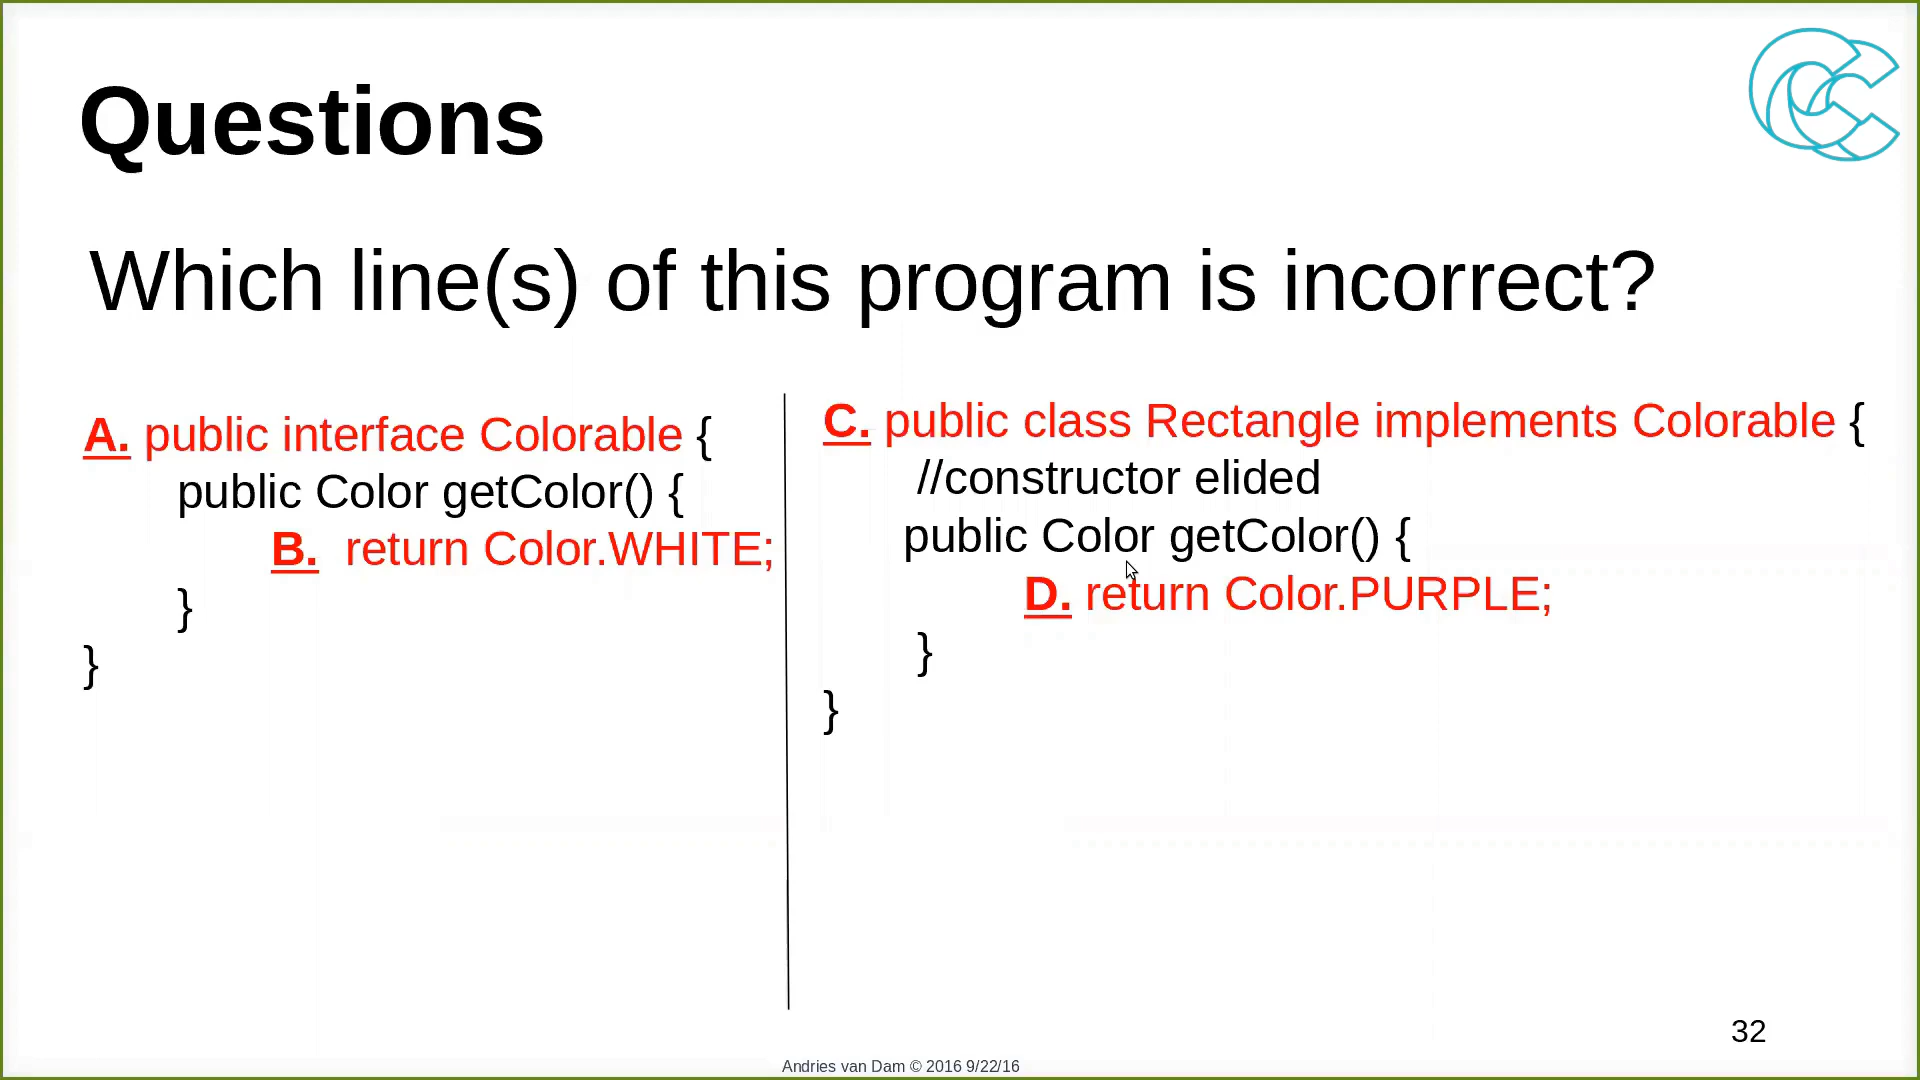 Questions
Which line(s) of this program is incorrect?
A. public interface Colorable {
public Color getColor() {
B. return Color.WHITE;
}
}
C. public class Rectangle implements Colorable {
//constructor elided
public Color getColor() {
D. return Color.PURPLE;
}
}
32
Andries van Dam © 2016 9/22/16